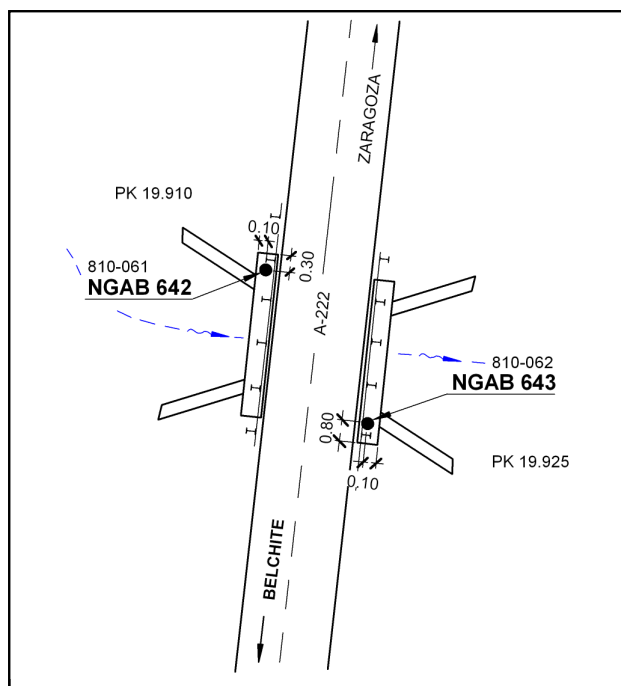 ZARAGOZA
PK 19.910
0.10
0.30
810-061
NGAB 642
A-222
810-062
NGAB 643
0.80
0,10
PK 19.925
BELCHITE